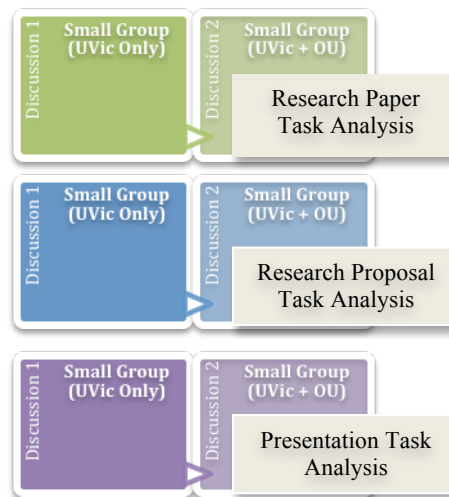 Discussion 1
Small Group
(UVic Only)
Discussion 2
Small Group
(UVic + OU)
Research Paper
Task Analysis
Discussion 1
Small Group
(UVic Only)
Discussion 2
Small Group
(UVic + OU)
Research Proposal
Task Analysis
Discussion 1
Small Group
(UVic Only)
Discussion 2
Small Group
(UVic + OU)
Presentation Task
Analysis